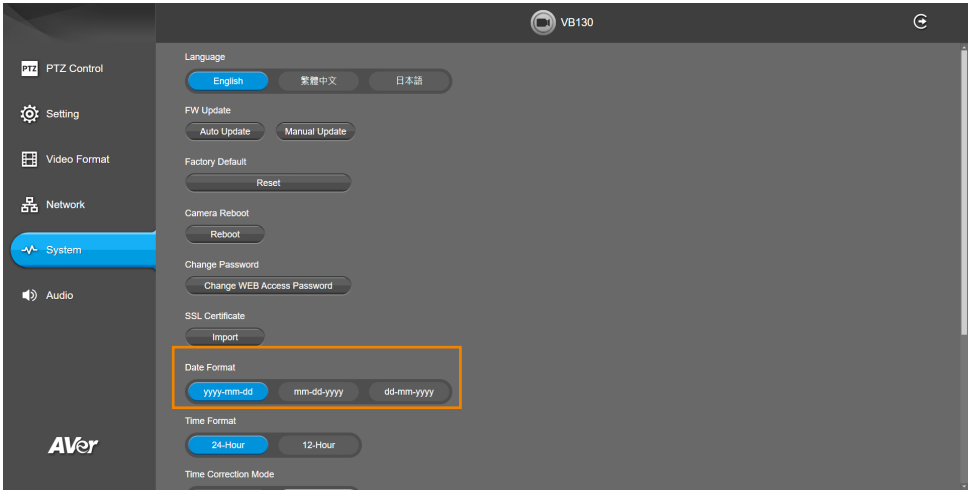 VB130
PTZ PTZ Control
Setting
Video Format
Network
System
Audio
AVer
Language
English 繁體中文 日本語
FW Update
Auto Update Manual Update
Factory Default
Reset
Camera Reboot
Reboot
Change Password
Change WEB Access Password
SSL Certificate
Import
Date Format
yyyy-mm-dd mm-dd-yyyy dd-mm-yyyy
Time Format
24-Hour 12-Hour
Time Correction Mode